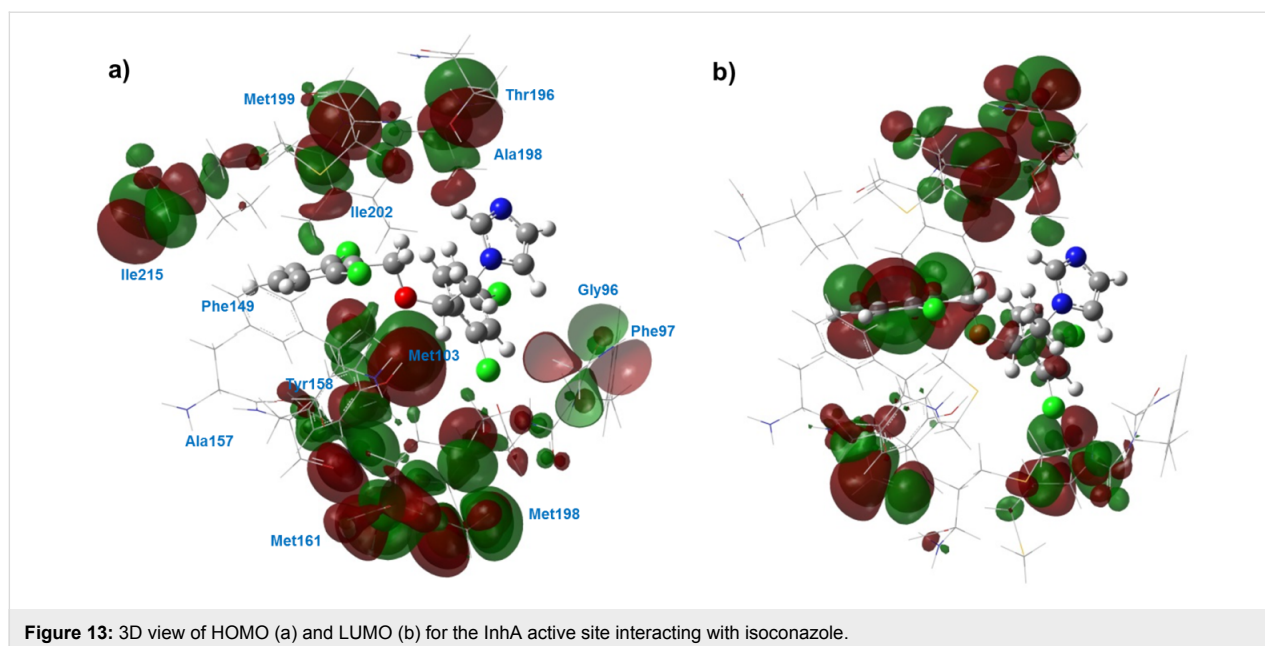 a)
b)
Met199
Thr196
Ala198
Ile202
Ile215
Phe149
Gly96
Phe97
Met103
Tyr158
Ala157
Met198
Met161
Figure 13: 3D view of HOMO (a) and LUMO (b) for the InhA active site interacting with isoconazole.